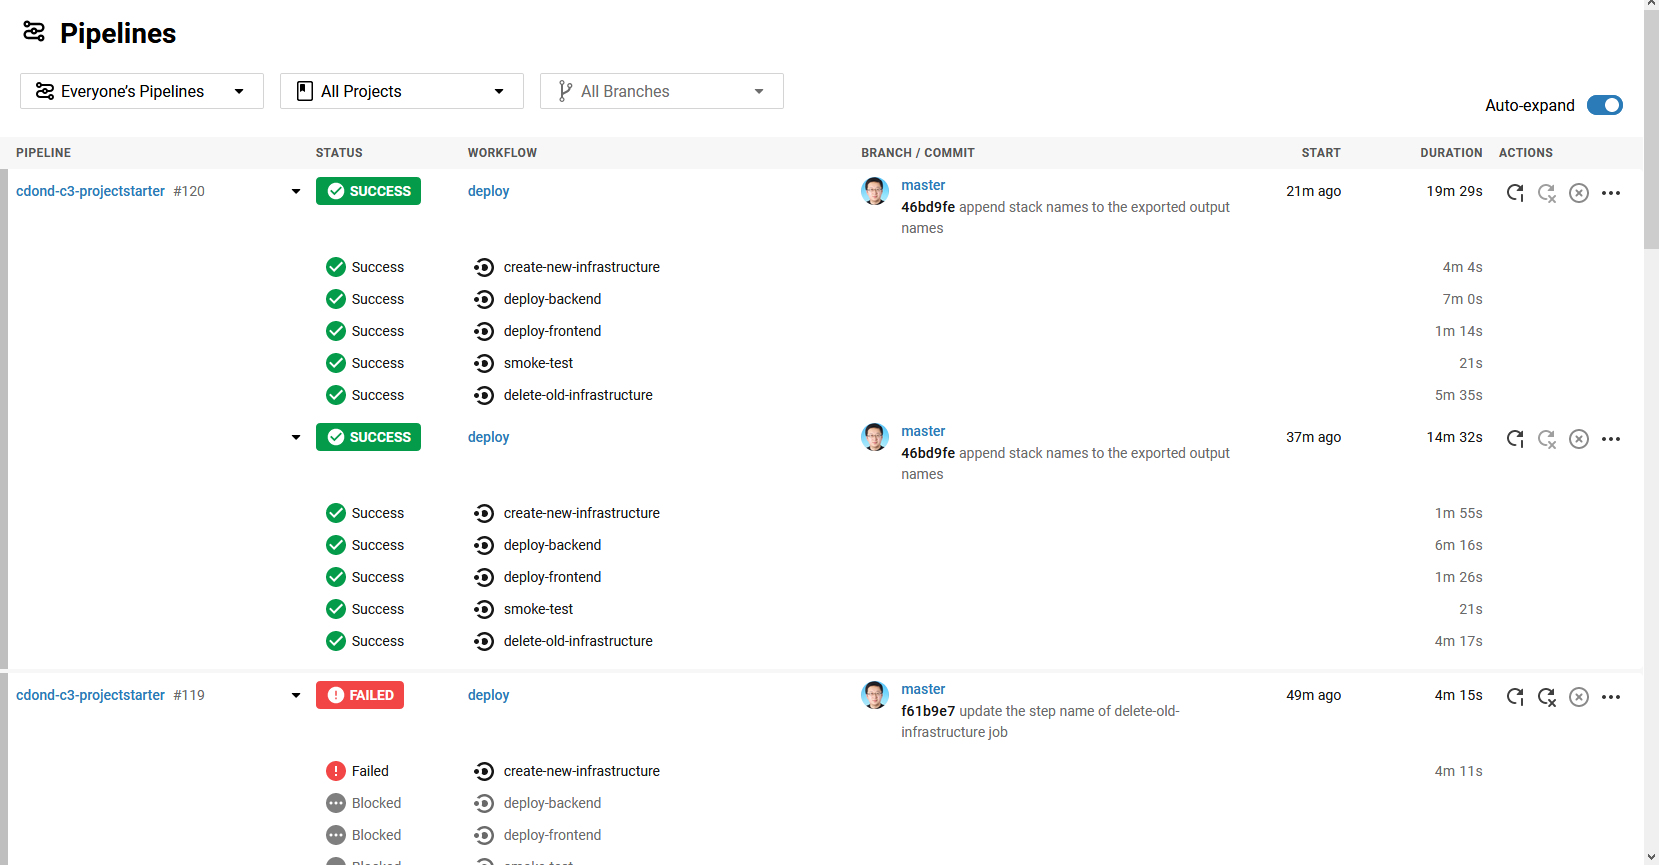 Pipelines
Everyone's Pipelines
All Projects
All Branches
Auto-expand
PIPELINE STATUS WORKFLOW BRANCH / COMMIT START DURATION ACTIONS
cdond-c3-projectstarter #120 SUCCESS deploy master 21m ago 19m 29s
46bd9fe append stack names to the exported output
names
Success create-new-infrastructure 4m 4s
Success deploy-backend 7m 0s
Success deploy-frontend 1m 14s
Success smoke-test 21s
Success delete-old-infrastructure 5m 35s
SUCCESS deploy master 37m ago 14m 32s
46bd9fe append stack names to the exported output
names
Success create-new-infrastructure 1m 55s
Success deploy-backend 6m 16s
Success deploy-frontend 1m 26s
Success smoke-test 21s
Success delete-old-infrastructure 4m 17s
cdond-c3-projectstarter #119 FAILED deploy master 49m ago 4m 15s
f61b9e7 update the step name of delete-old-
infrastructure job
Failed create-new-infrastructure 4m 11s
Blocked deploy-backend
Blocked deploy-frontend
Blocked smoke-test